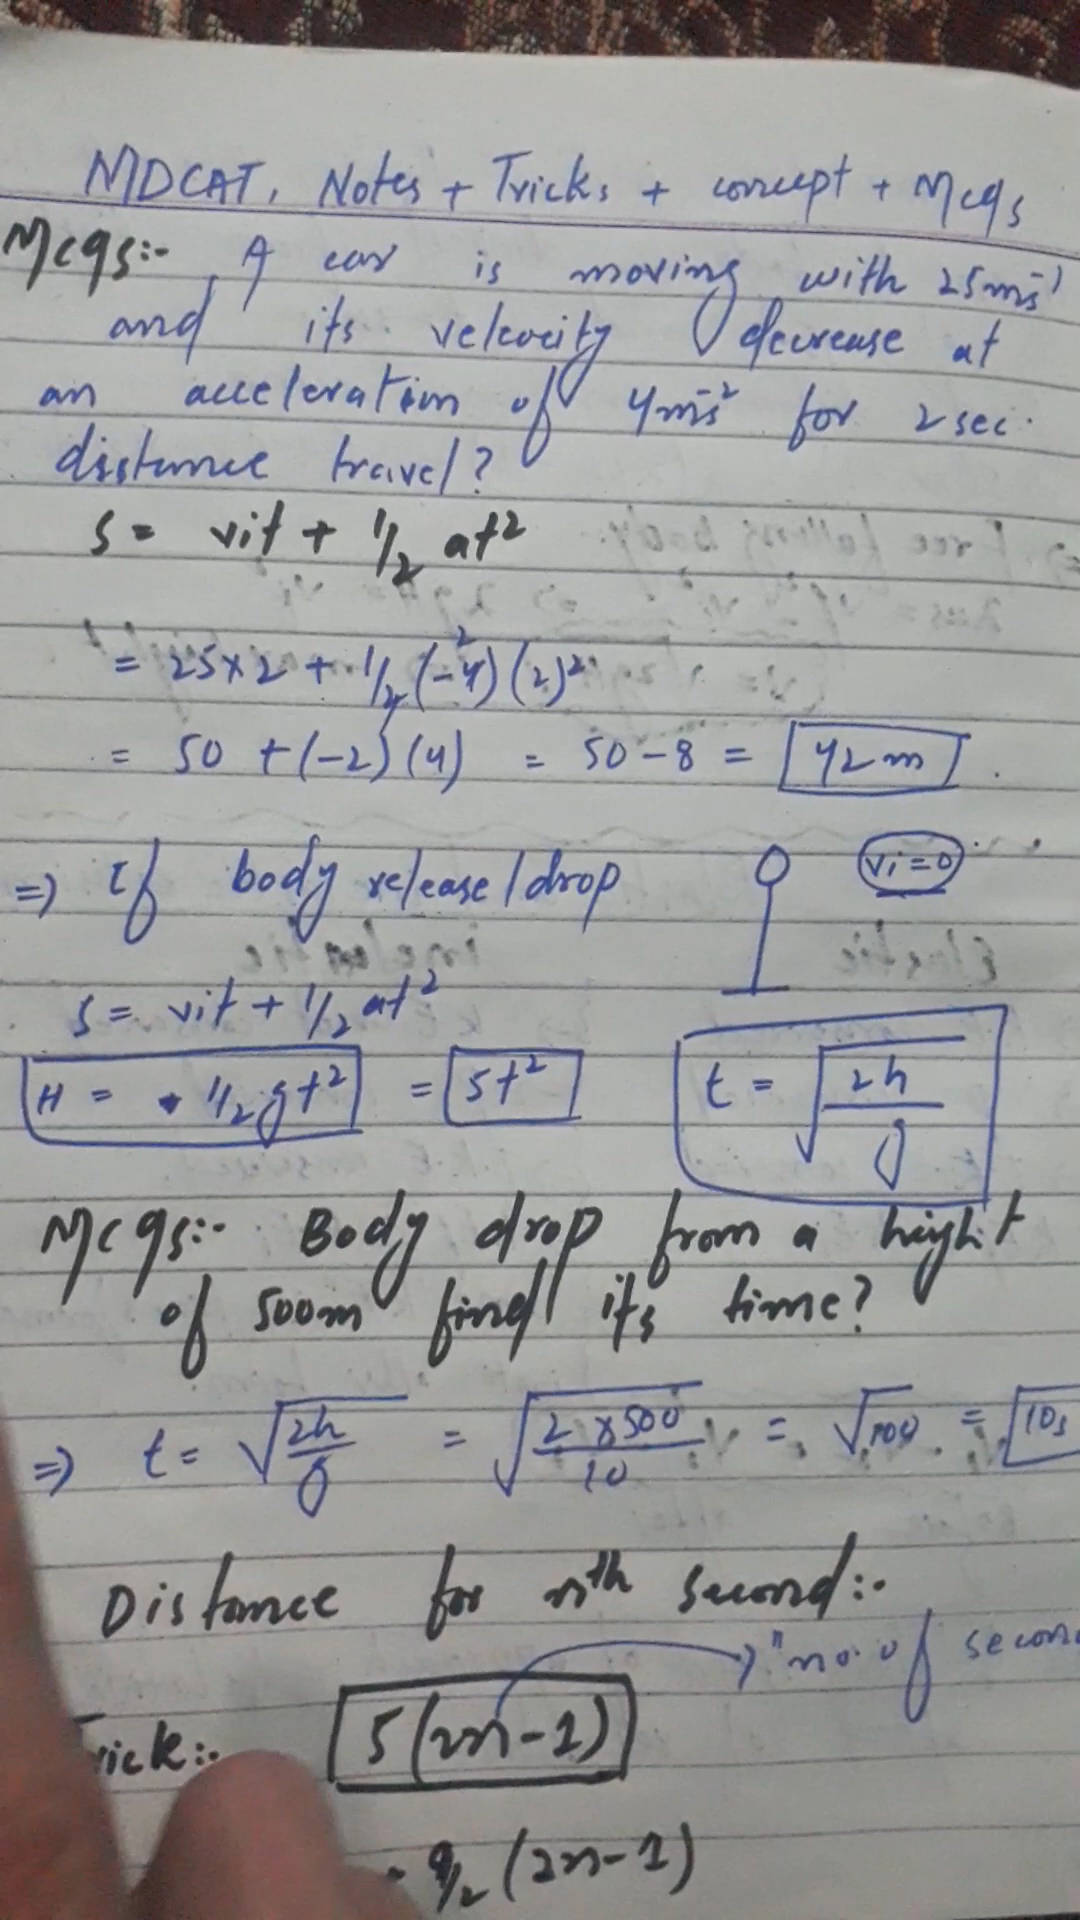 MDCAT, Notes + Tricks + concept + Mcqs
Mcqs:- A car is moving with 25ms⁻¹
and its velocity decrease at
an acceleration of 4ms⁻² for 2 sec.
distance travel?
S = vit + 1/2 at²
= 25×2 + 1/2 (-4) (2)²
= 50 + (-2) (4) = 50 - 8 = 42 m
=> If body release/drop vi=0
S = vit + 1/2 at²
H = 1/2 gt² = 5t² t = √2h/g
Mcqs:- Body drop from a height
of 500m find its time?
=> t = √2h/g = √2×500/10 = √100 = 10s
Distance for nth second:-
"no. of
5(2n-1)
g/2 (2n-1)